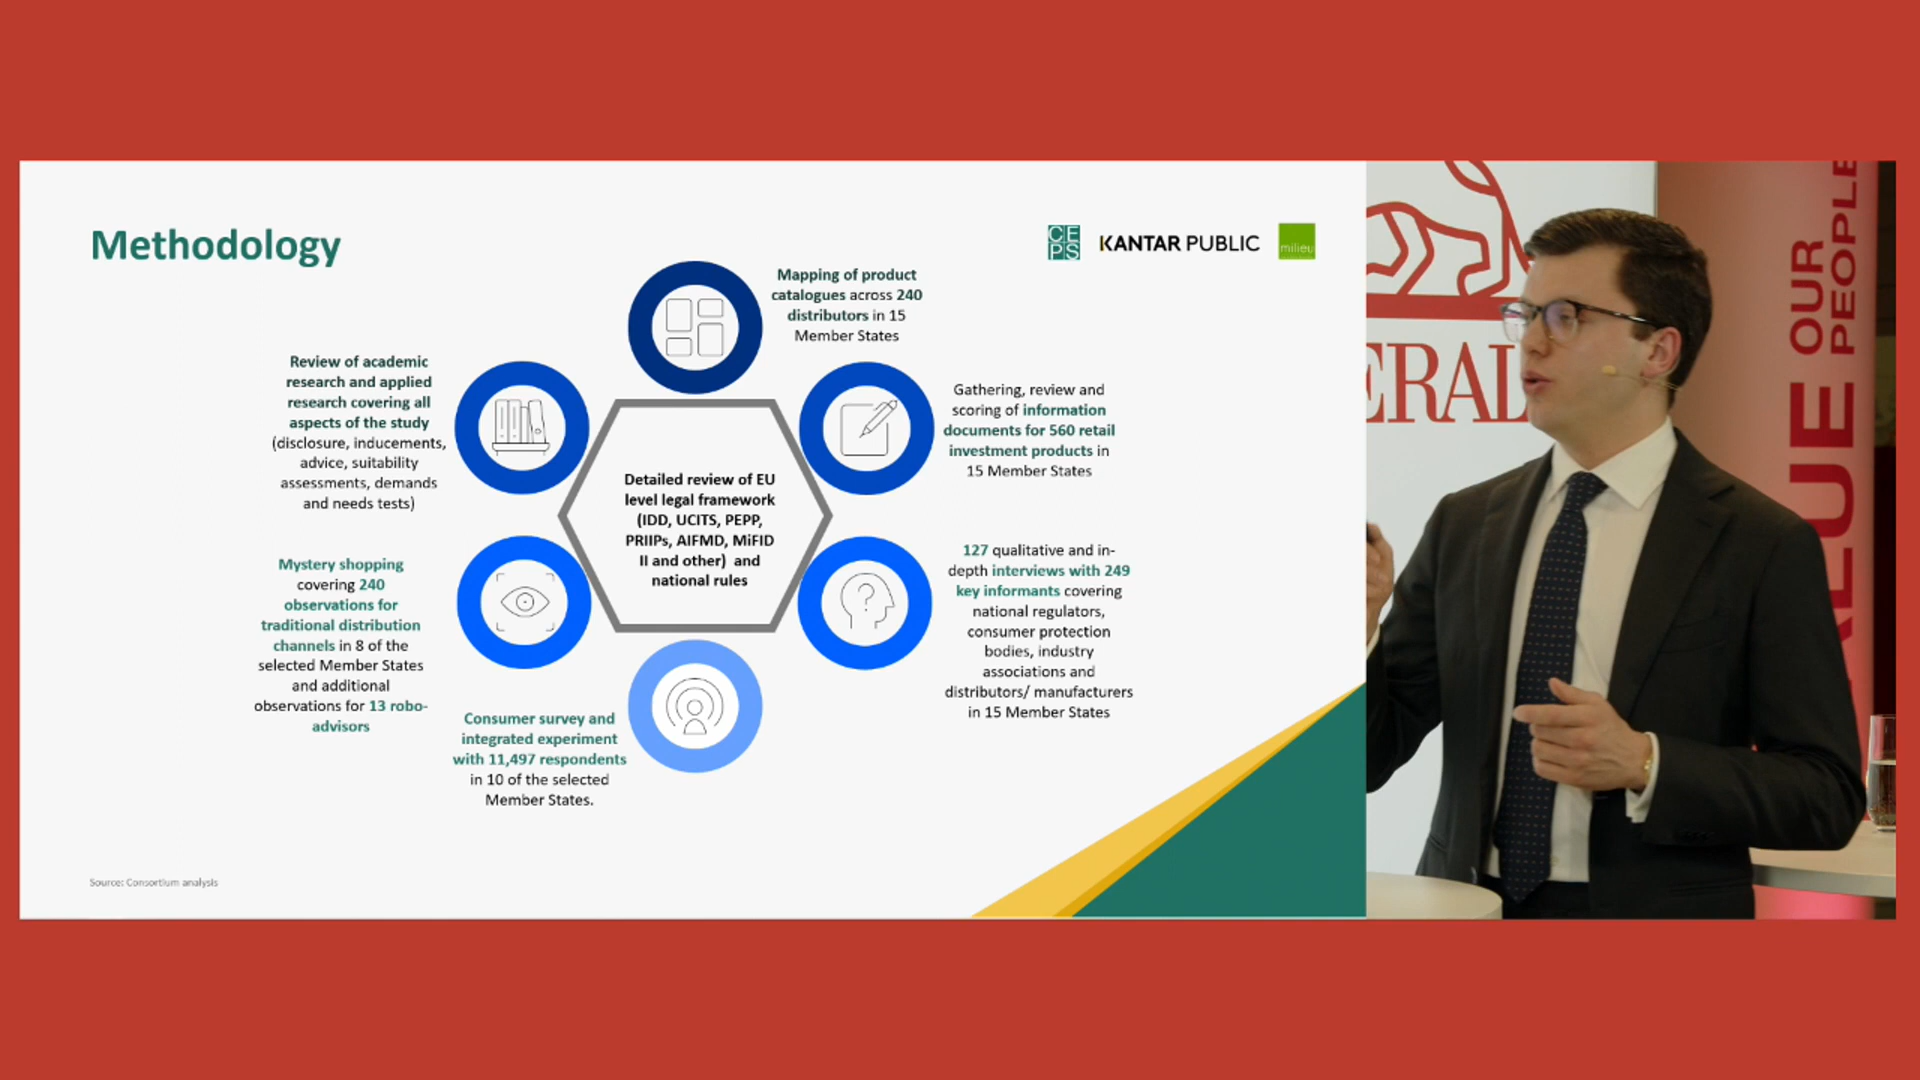 Methodology
CE
PS
KANTAR PUBLIC
milieu
Mapping of product
catalogues across 240
distributors in 15
Member States
Review of academic
research and applied
research covering all
aspects of the study
(disclosure, inducements,
advice, suitability
assessments, demands
and needs tests)
Gathering, review and
scoring of information
documents for 560 retail
investment products in
15 Member States
Detailed review of EU
level legal framework
(IDD, UCITS, PEPP,
PRIIPs, AIFMD, MiFID
II and other) and
national rules
Mystery shopping
covering 240
observations for
traditional distribution
channels in 8 of the
selected Member States
and additional
observations for 13 robo-
advisors
127 qualitative and in-
depth interviews with 249
key informants covering
national regulators,
consumer protection
bodies, industry
associations and
distributors/ manufacturers
in 15 Member States
Consumer survey and
integrated experiment
with 11,497 respondents
in 10 of the selected
Member States.
Source: Consortium analysis
ERAL
OUR
PEOPLE
ALUE